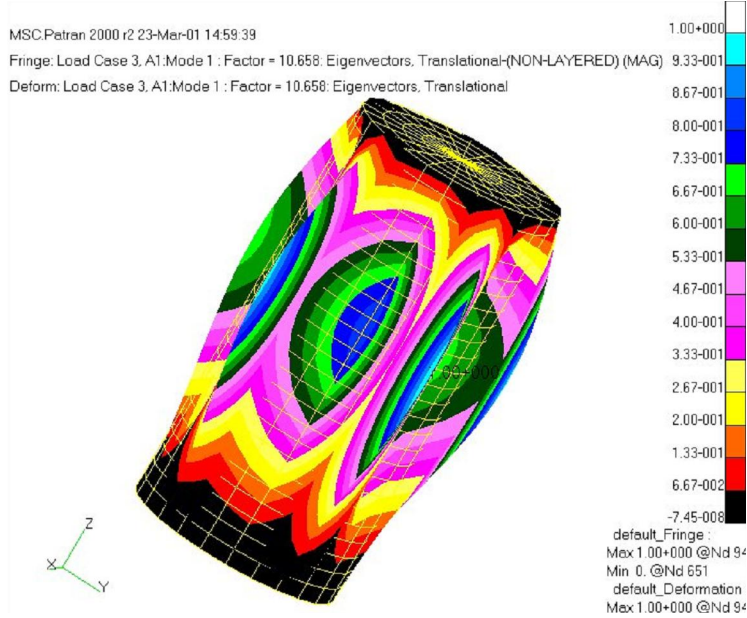 MSC.Patran 2000 r2 23-Mar-01 14:59:39
Fringe: Load Case 3, A1:Mode 1 : Factor = 10.658: Eigenvectors, Translational-(NON-LAYERED) (MAG)
Deform: Load Case 3, A1:Mode 1 : Factor = 10.658: Eigenvectors, Translational
1.00+000
9.33-001
8.67-001
8.00-001
7.33-001
6.67-001
6.00-001
5.33-001
4.67-001
4.00-001
3.33-001
2.67-001
2.00-001
1.33-001
6.67-002
-7.45-008
default_Fringe :
Max 1.00+000 @Nd 94
Min 0. @Nd 651
default_Deformation
Max 1.00+000 @Nd 94
Z
X
Y